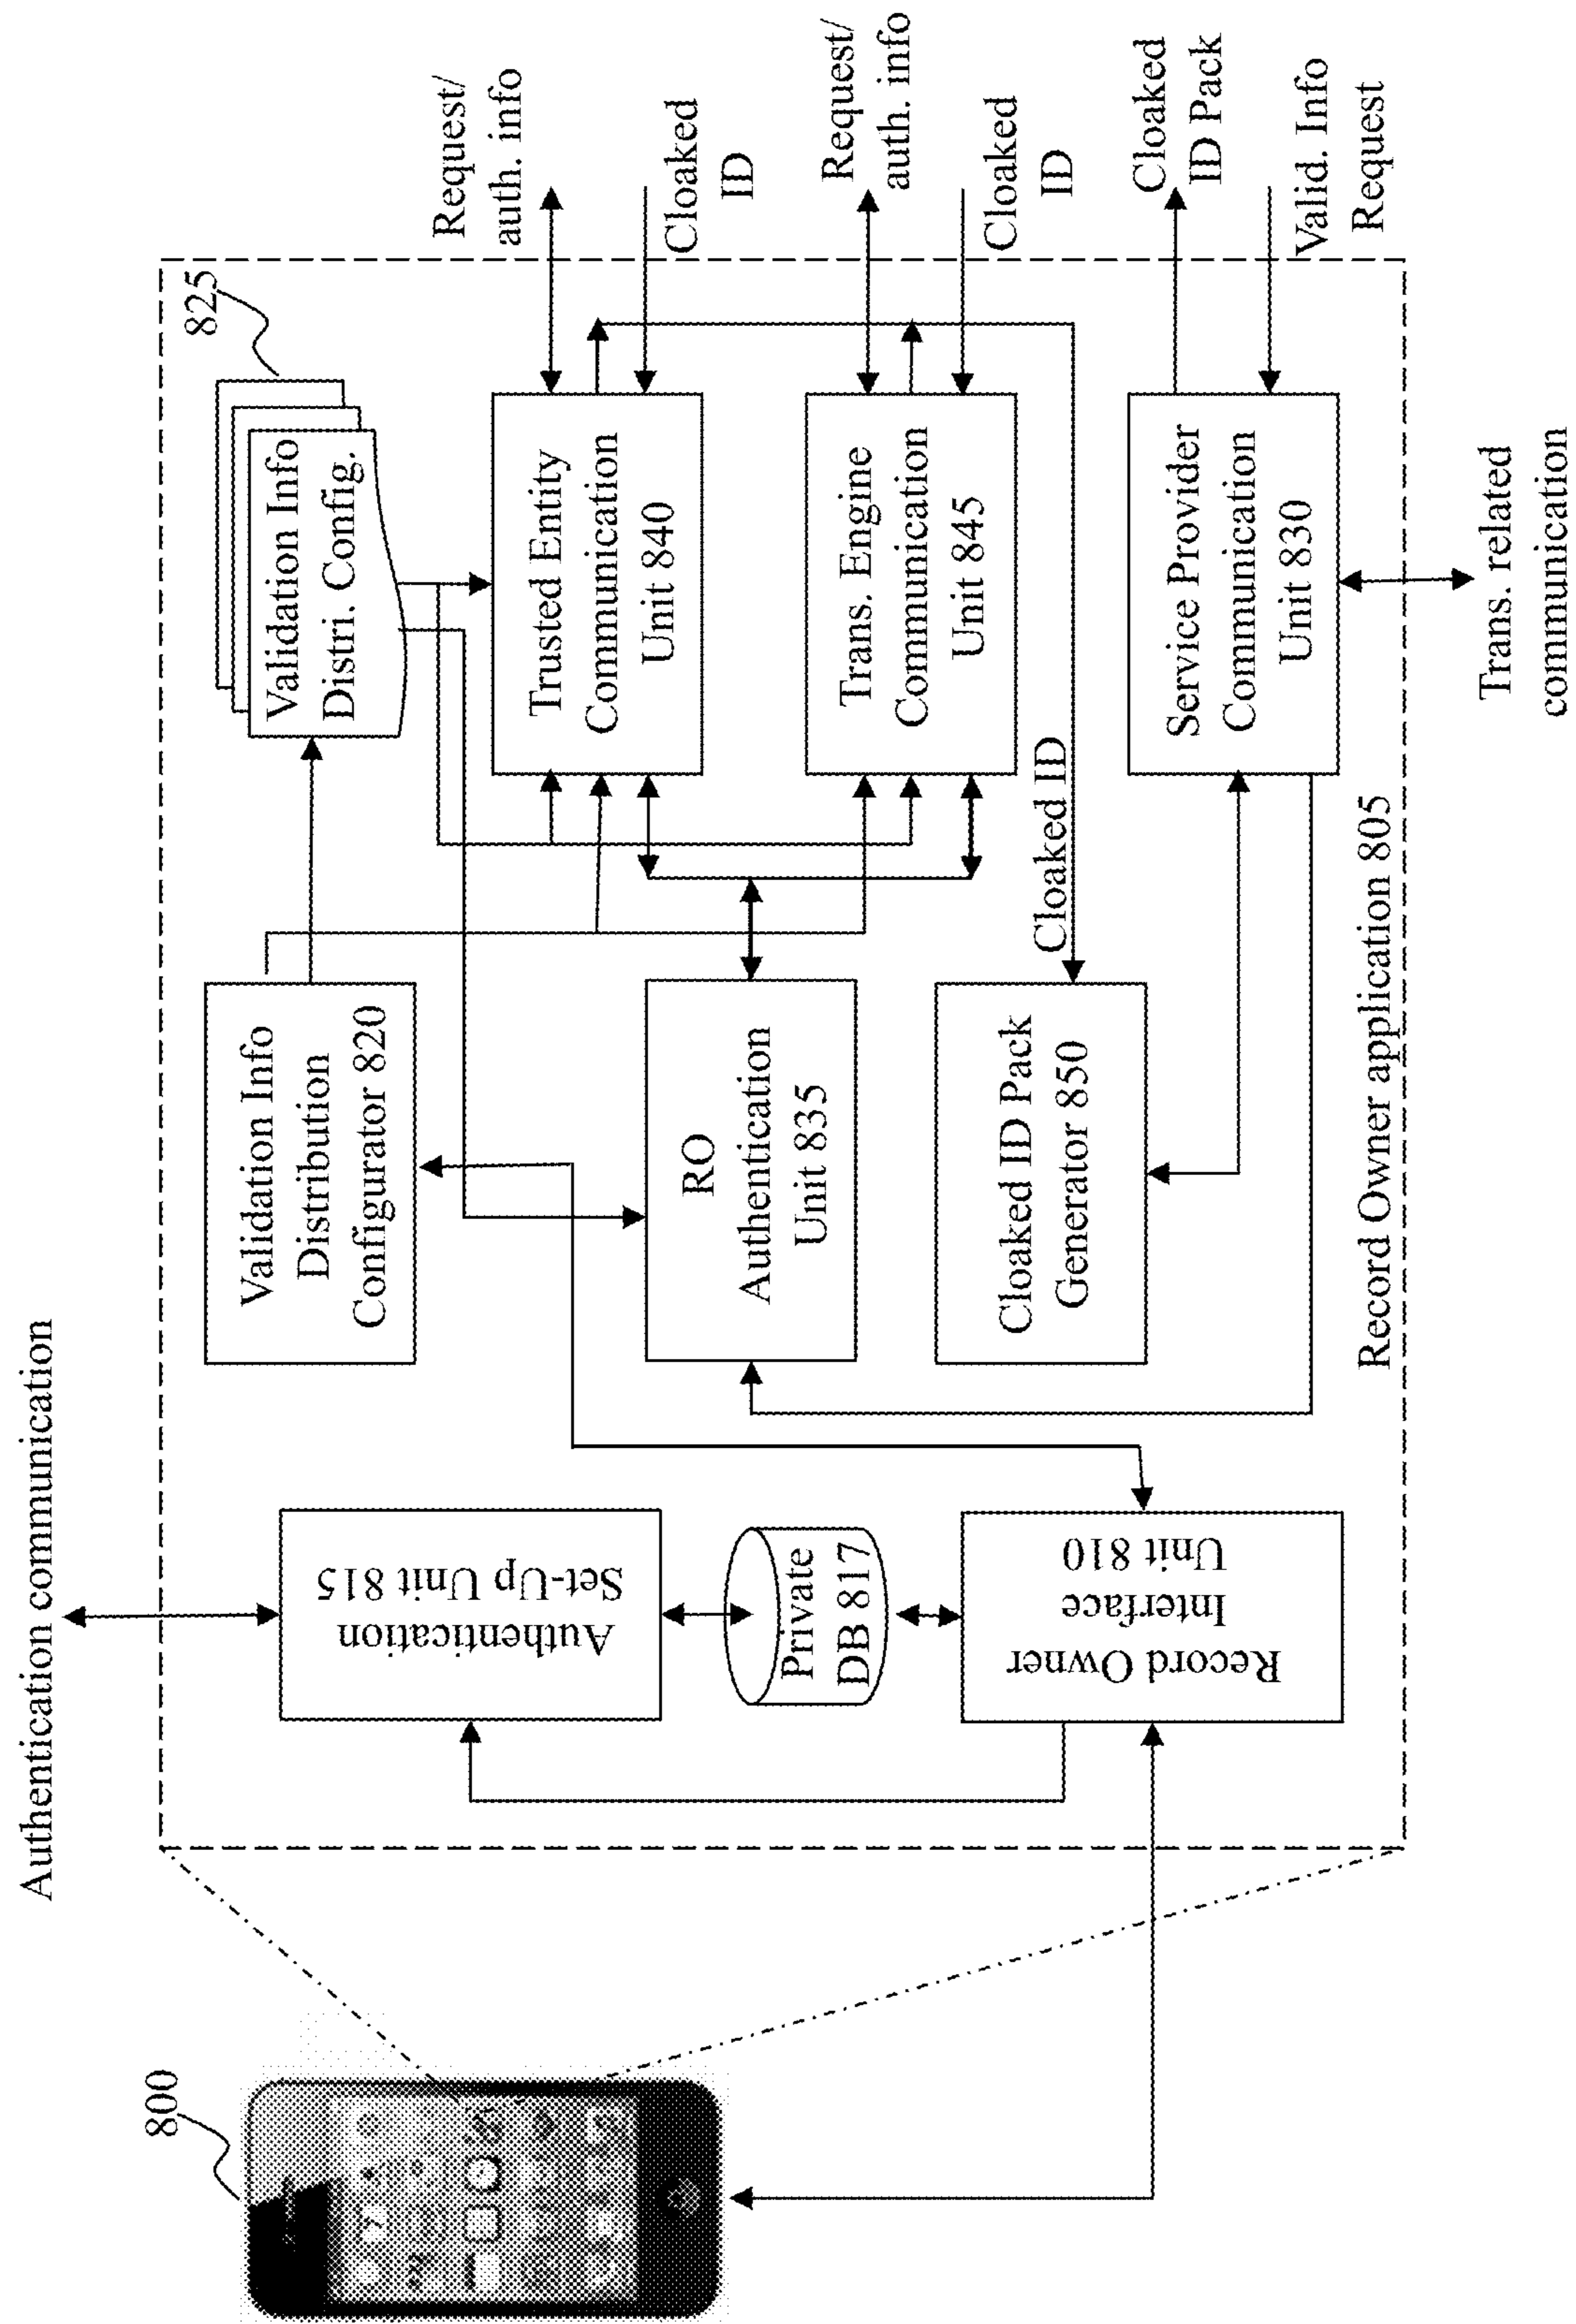 Authentication communication
800
825
Validation Info
Distribution
Configurator 820
Validation Info
Distri. Config.
Request/
auth. info
Authentication
Set-Up Unit 815
Trusted Entity
Communication
Unit 840
Cloaked
ID
RO
Authentication
Unit 835
Private
DB 817
Trans. Engine
Communication
Unit 845
Request/
auth. info
Cloaked
ID
Cloaked ID
Cloaked ID Pack
Generator 850
Record Owner
Interface
Unit 810
Service Provider
Communication
Unit 830
Cloaked
ID Pack
Valid. Info
Request
Record Owner application 805
Trans. related
communication